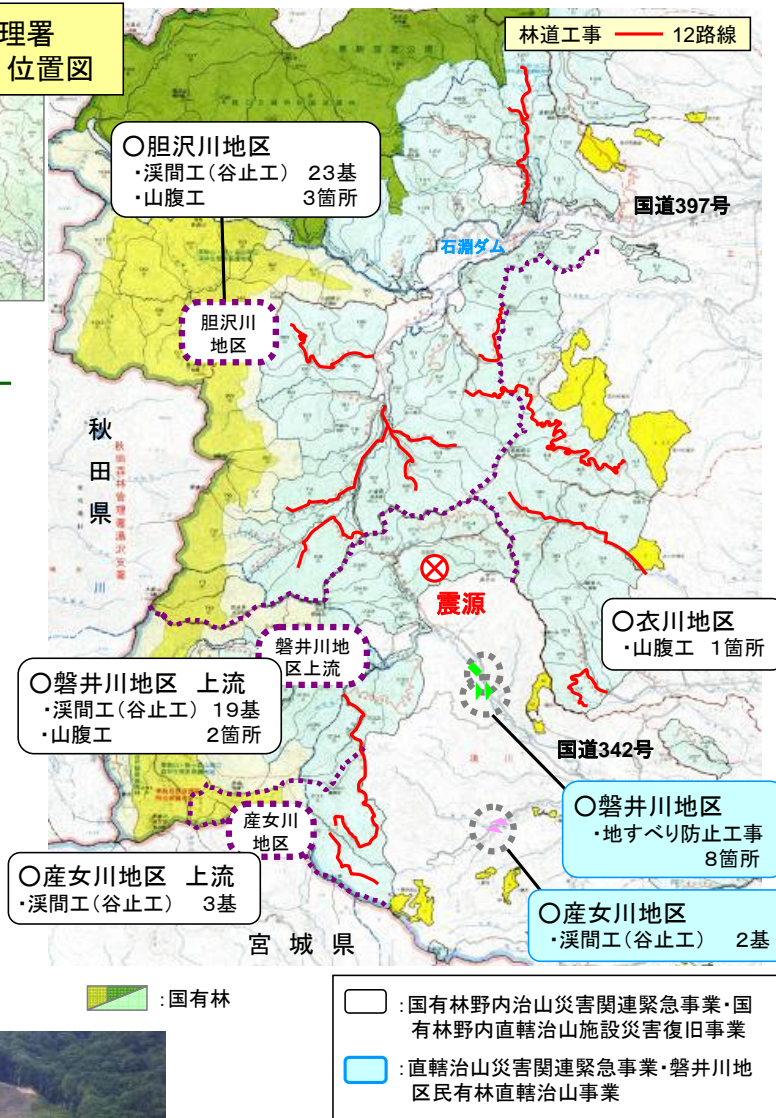 理署
位置図
林道工事 12路線
○胆沢川地区
・渓間工(谷止工) 23基
・山腹工 3箇所
国道397号
石淵ダム
胆沢川
地区
秋田県
震源
○衣川地区
・山腹工 1箇所
磐井川地
区上流
○磐井川地区 上流
・渓間工(谷止工) 19基
・山腹工 2箇所
国道342号
産女川
地区
○磐井川地区
・地すべり防止工事
8箇所
○産女川地区 上流
・渓間工(谷止工) 3基
○産女川地区
・渓間工(谷止工) 2基
宮城県
:国有林
:国有林野内治山災害関連緊急事業・国
有林野内直轄治山施設災害復旧事業
:直轄治山災害関連緊急事業・磐井川地
区民有林直轄治山事業